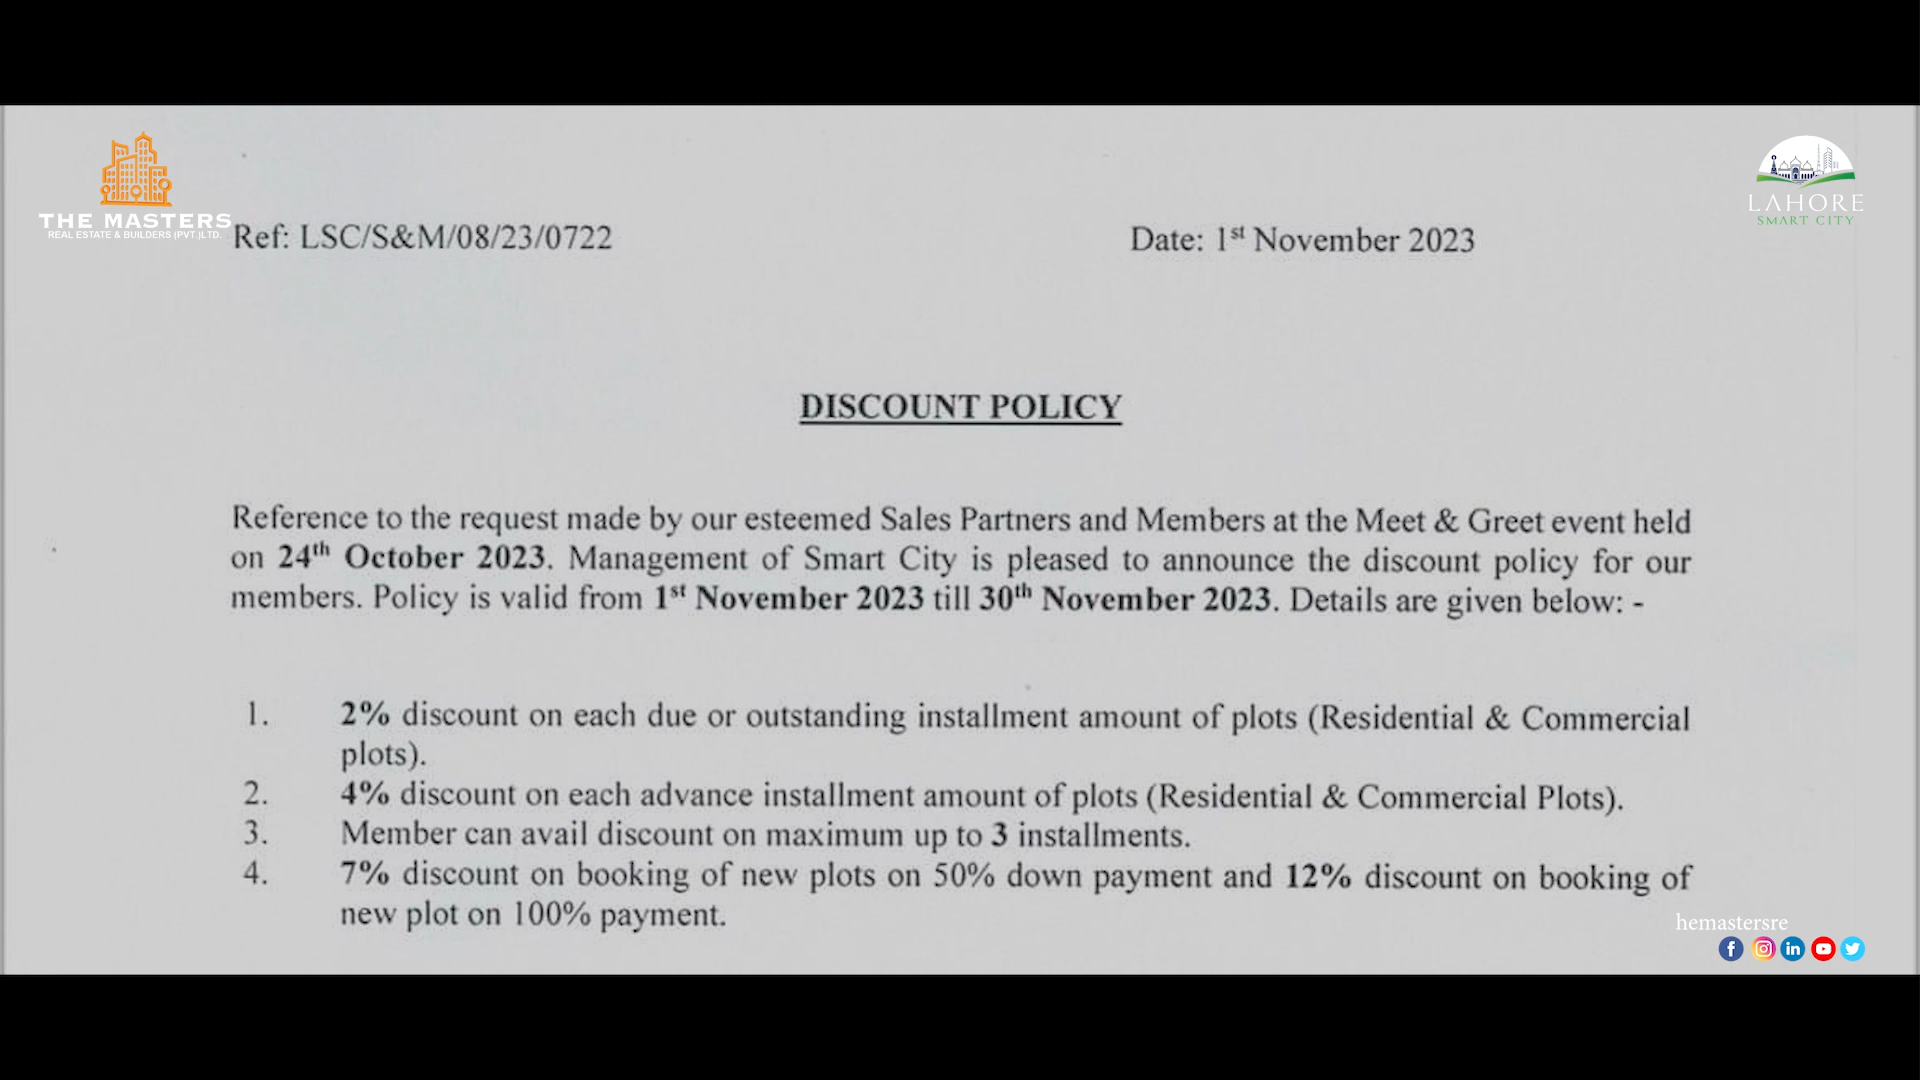 THE MASTERS
REAL ESTATE & BUILDERS (PVT.)LTD.
LAHORE
SMART CITY
Ref: LSC/S&M/08/23/0722
Date: 1st November 2023
DISCOUNT POLICY
Reference to the request made by our esteemed Sales Partners and Members at the Meet & Greet event held
on 24th October 2023. Management of Smart City is pleased to announce the discount policy for our
members. Policy is valid from 1st November 2023 till 30th November 2023. Details are given below: -
1. 2% discount on each due or outstanding installment amount of plots (Residential & Commercial
plots).
2. 4% discount on each advance installment amount of plots (Residential & Commercial Plots).
3. Member can avail discount on maximum up to 3 installments.
4. 7% discount on booking of new plots on 50% down payment and 12% discount on booking of
new plot on 100% payment.
hemastersre